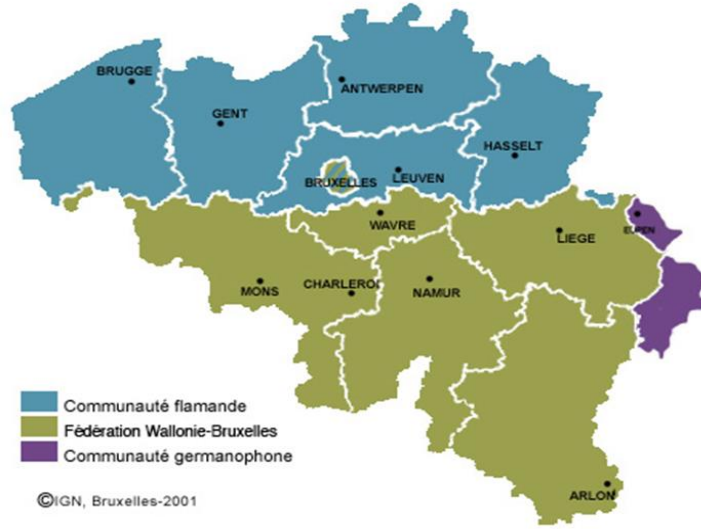 BRUGGE
ANTWERPEN
GENT
HASSELT
BRUXELLES
LEUVEN
WAVRE
EUPEN
LIEGE
MONS
CHARLEROI
NAMUR
Communauté flamande
Fédération Wallonie-Bruxelles
Communauté germanophone
©IGN, Bruxelles-2001
ARLON